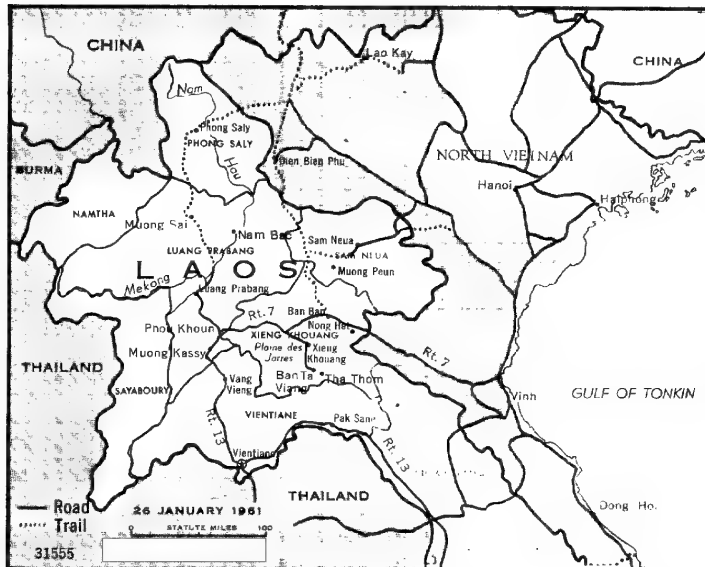 CHINA
Lao Kay
CHINA
Nam
Phong Saly
PHONG SALY
Hou
Dien Bien Phu
NORTH VIETNAM
BURMA
Hanoi
Haiphong
NAMTHA
Muong Sai
Nam Bac
Sam Neua
SAM NEUA
LUANG PRABANG
LAOS
Muong Peun
Mekong
Luang Prabang
Rt. 7
Ban Ban
Nong Het
Phou Khoun
XIENG KHOUANG
Plaine des
Jarres
Xieng
Khouang
Rt. 7
THAILAND
Muong Kassy
SAYABOURY
Vang
Vieng
Ban Ta
Viang
Tha Thom
Vinh
GULF OF TONKIN
VIENTIANE
Pak Sane
Rt. 13
Rt. 13
Vientiane
THAILAND
Dong Ho
Road
Trail
26 JANUARY 1961
STATUTE MILES
0 100
31555